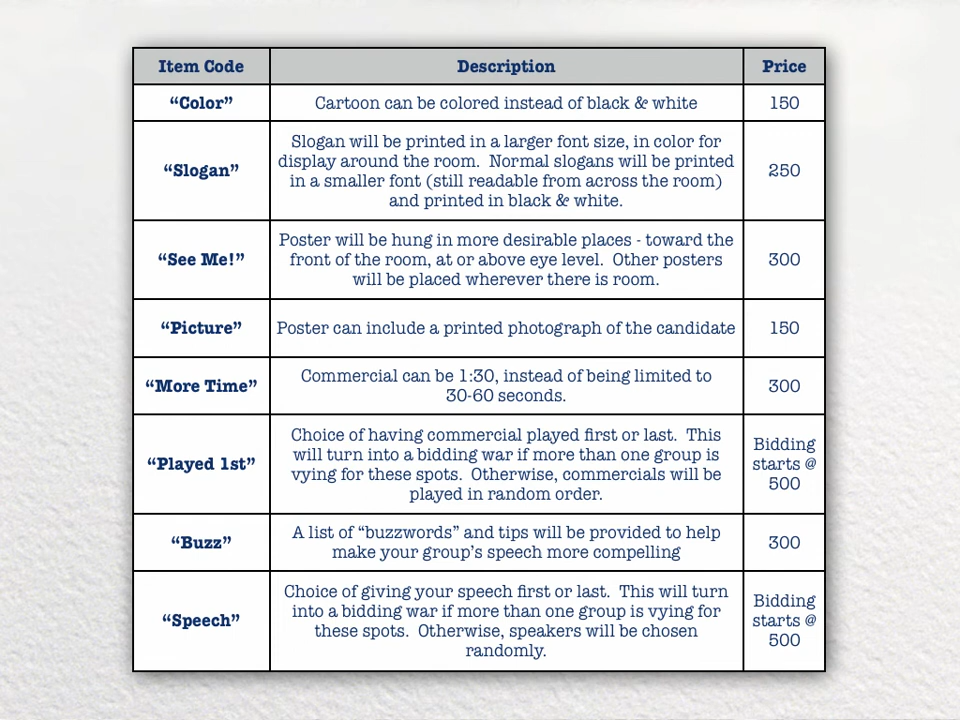 Item Code Description Price
“Color” Cartoon can be colored instead of black & white 150
Slogan will be printed in a larger font size, in color for
display around the room.  Normal slogans will be printed
“Slogan” 250
in a smaller font (still readable from across the room)
and printed in black & white.
Poster will be hung in more desirable places - toward the
“See Me!” front of the room, at or above eye level.  Other posters 300
will be placed wherever there is room.
“Picture” Poster can include a printed photograph of the candidate 150
Commercial can be 1:30, instead of being limited to
“More Time” 300
30-60 seconds.
Choice of having commercial played first or last.  This
will turn into a bidding war if more than one group is
vying for these spots.  Otherwise, commercials will be
played in random order.
“Played 1st”
Bidding
starts @
500
A list of “buzzwords” and tips will be provided to help
“Buzz” 300
make your group’s speech more compelling
Choice of giving your speech first or last.  This will turn
into a bidding war if more than one group is vying for
these spots.  Otherwise, speakers will be chosen
randomly.
“Speech”
Bidding
starts @
500